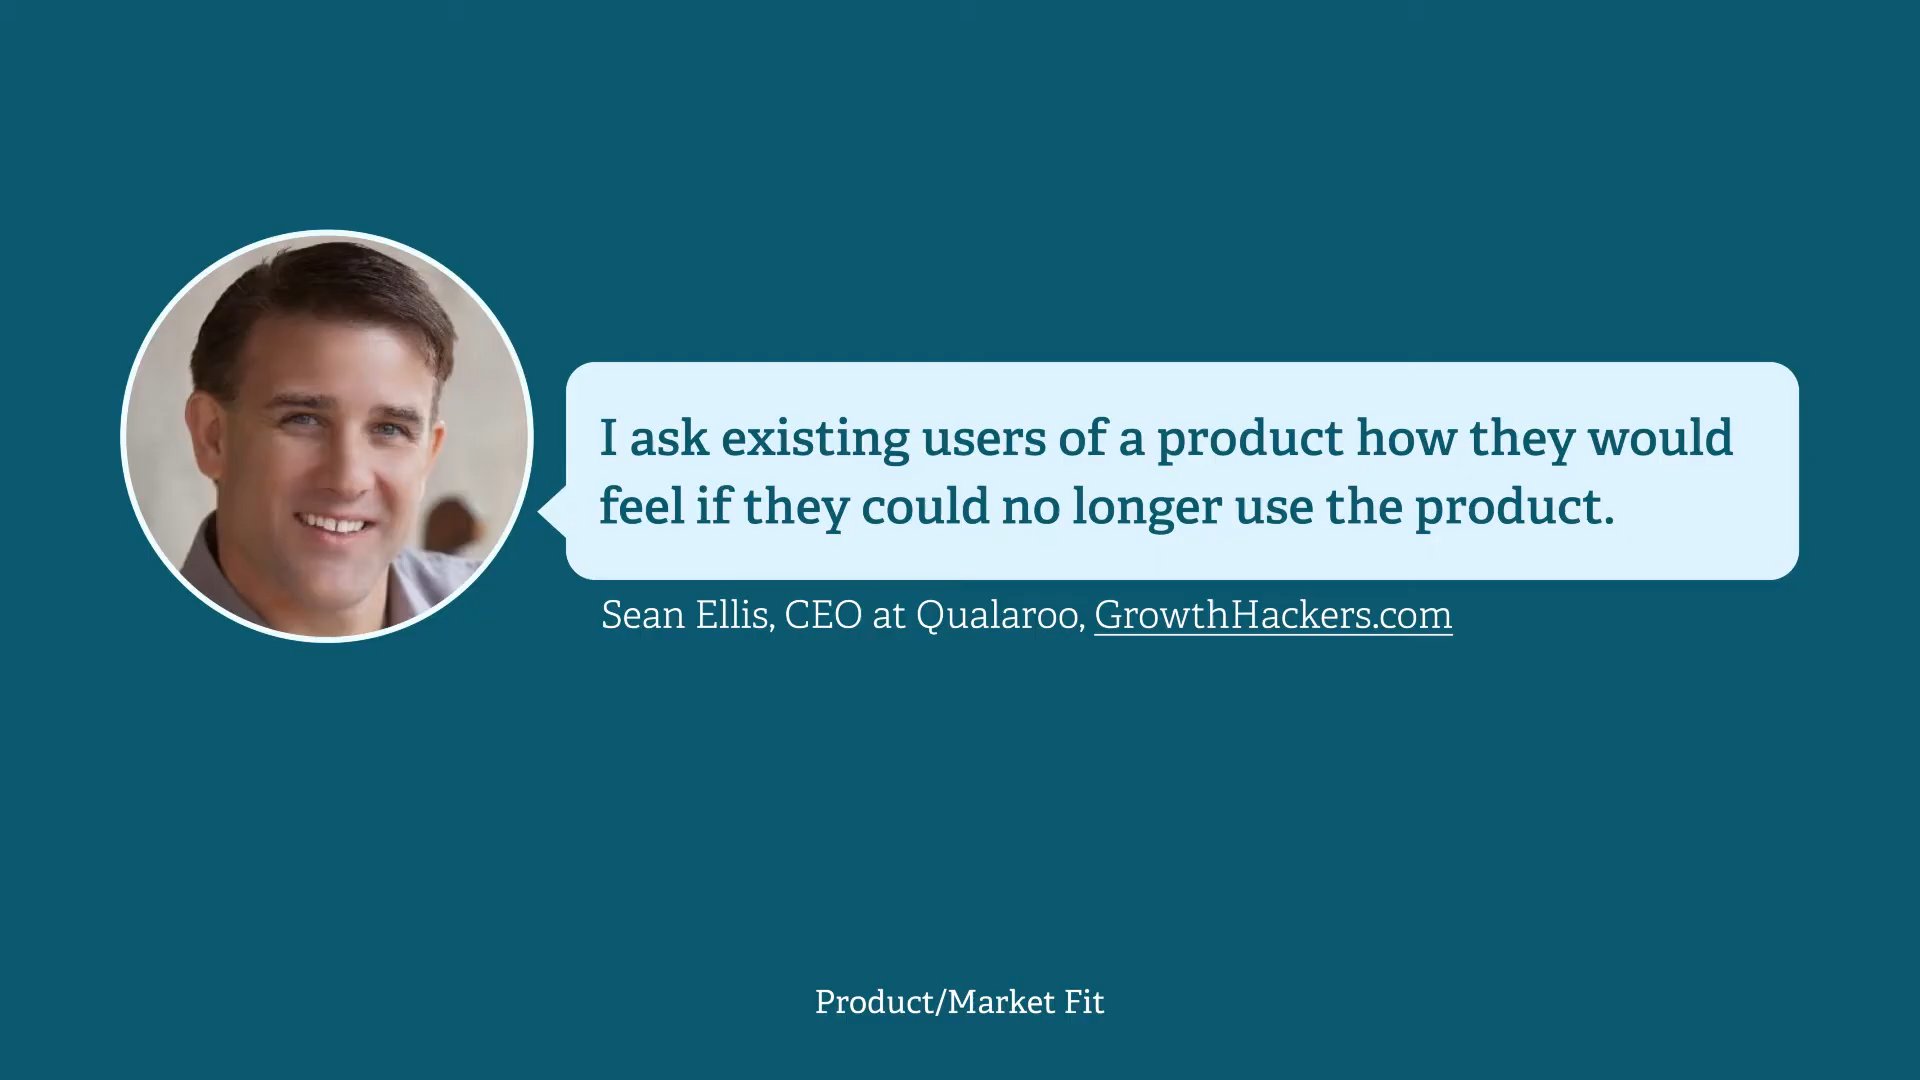 I ask existing users of a product how they would
feel if they could no longer use the product.
Sean Ellis, CEO at Qualaroo, GrowthHackers.com
Product/Market Fit